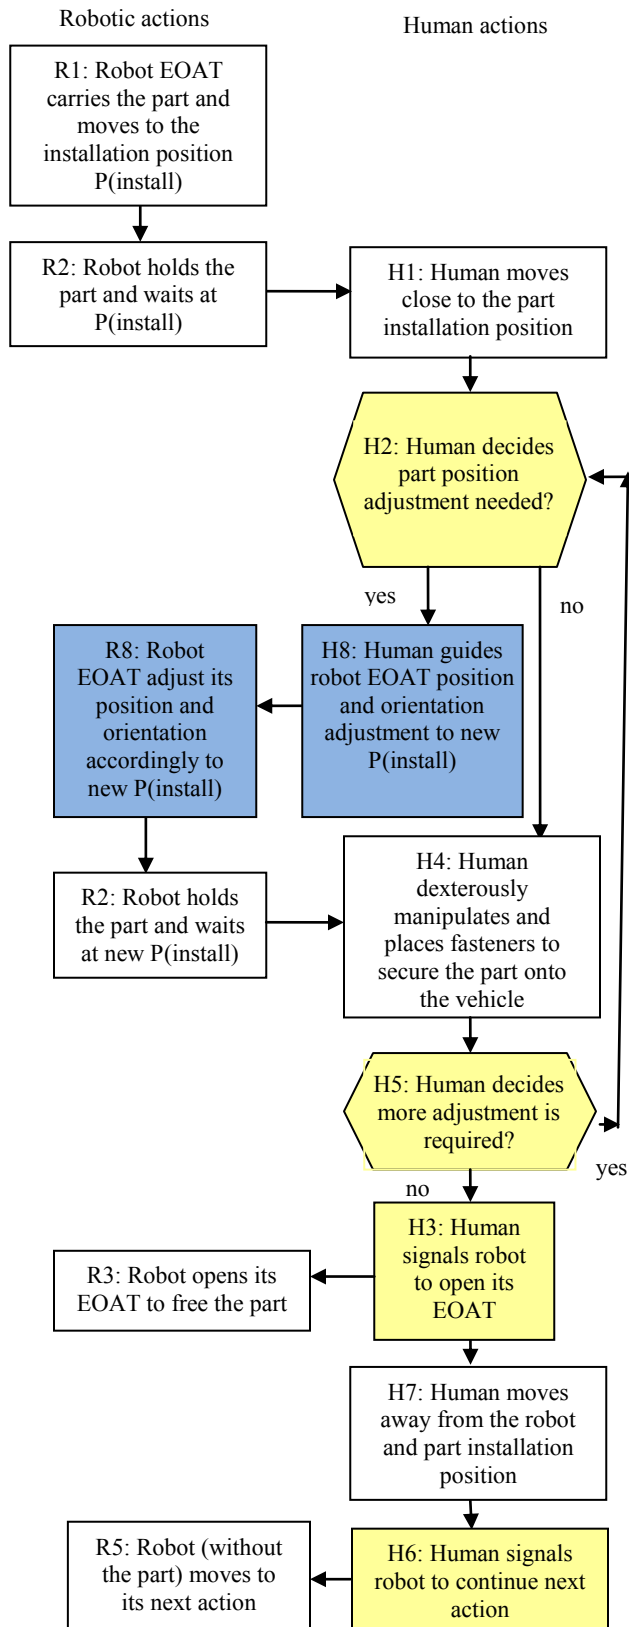 Robotic actions
Human actions
R1: Robot EOAT
carries the part and
moves to the
installation position
P(install)
R2: Robot holds the
part and waits at
P(install)
H1: Human moves
close to the part
installation position
H2: Human decides
part position
adjustment needed?
yes
no
R8: Robot
EOAT adjust its
position and
orientation
accordingly to
new P(install)
H8: Human guides
robot EOAT position
and orientation
adjustment to new
P(install)
R2: Robot holds
the part and waits
at new P(install)
H4: Human
dexterously
manipulates and
places fasteners to
secure the part onto
the vehicle
H5: Human decides
more adjustment is
required?
yes
no
H3: Human
signals robot
to open its
EOAT
R3: Robot opens its
EOAT to free the part
H7: Human moves
away from the robot
and part installation
position
R5: Robot (without
the part) moves to
its next action
H6: Human signals
robot to continue next
action